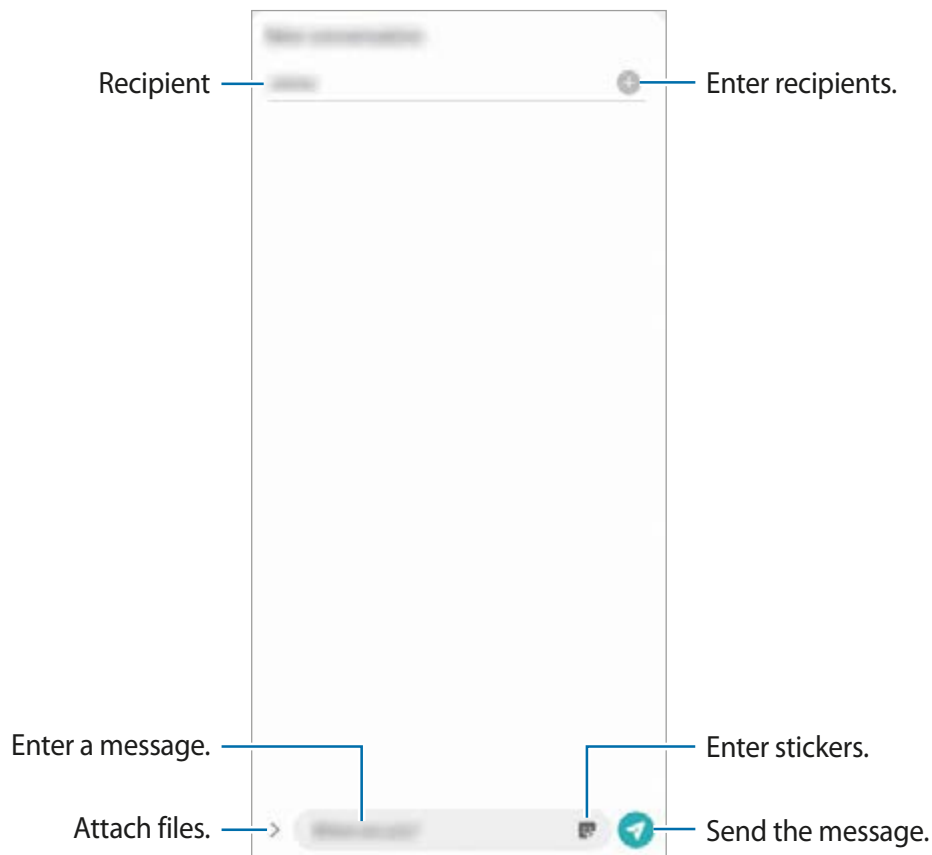 Recipient
Enter recipients.
Enter a message.
Enter stickers.
Attach files.
Send the message.